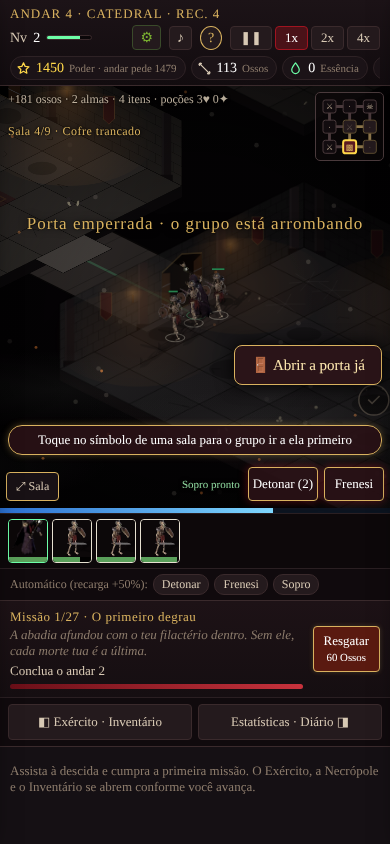 ANDAR 4 · CATEDRAL · REC. 4
Nv 2
? 1x 2x 4x
1450 Poder · andar pede 1479 113 Ossos 0 Essência
+181 ossos · 2 almas · 4 itens · poções 3♥ 0✦
Sala 4/9 · Cofre trancado
Porta emperrada · o grupo está arrombando
Abrir a porta já
Toque no símbolo de uma sala para o grupo ir a ela primeiro
Sala
Sopro pronto
Detonar (2)
Frenesi
Automático (recarga +50%): Detonar Frenesi Sopro
Missão 1/27 · O primeiro degrau
A abadia afundou com o teu filactério dentro. Sem ele, cada morte tua é a última.
Conclua o andar 2
Resgatar
60 Ossos
Exército · Inventário
Estatísticas · Diário
Assista à descida e cumpra a primeira missão. O Exército, a Necrópole
e o Inventário se abrem conforme você avança.